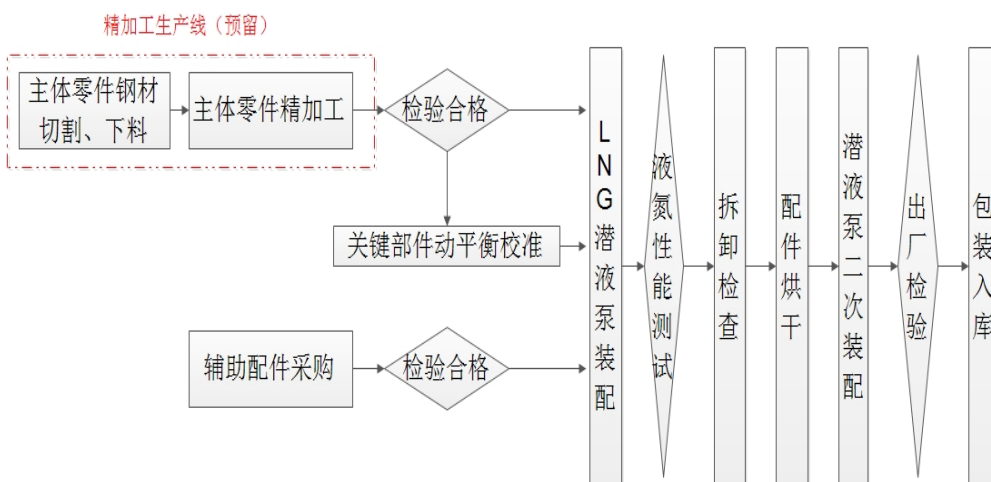 精加工生产线（预留）
主体零件钢材
切割、下料
主体零件精加工
检验合格
关键部件动平衡校准
辅助配件采购
检验合格
LNG潜液泵装配
液氮性能测试
拆卸检查
配件烘干
潜液泵二次装配
出厂检验
包装入库